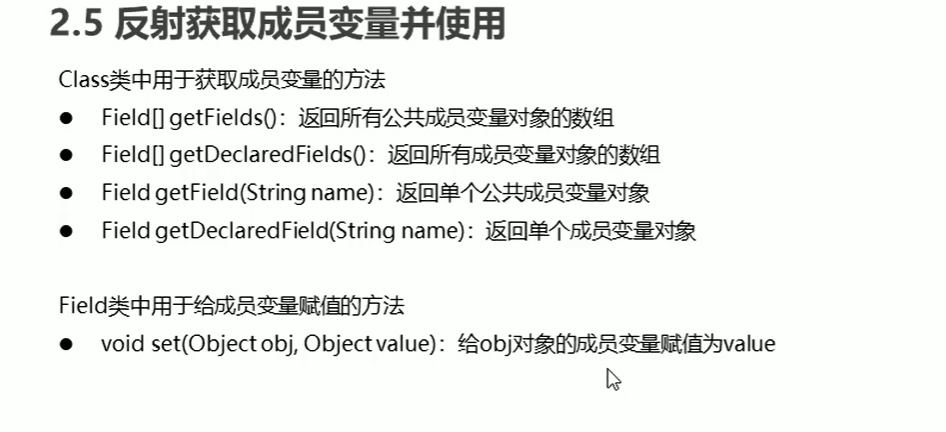 2.5 反射获取成员变量并使用
Class类中用于获取成员变量的方法
● Field[] getFields()：返回所有公共成员变量对象的数组
● Field[] getDeclaredFields()：返回所有成员变量对象的数组
● Field getField(String name)：返回单个公共成员变量对象
● Field getDeclaredField(String name)：返回单个成员变量对象
Field类中用于给成员变量赋值的方法
● void set(Object obj, Object value)：给obj对象的成员变量赋值为value